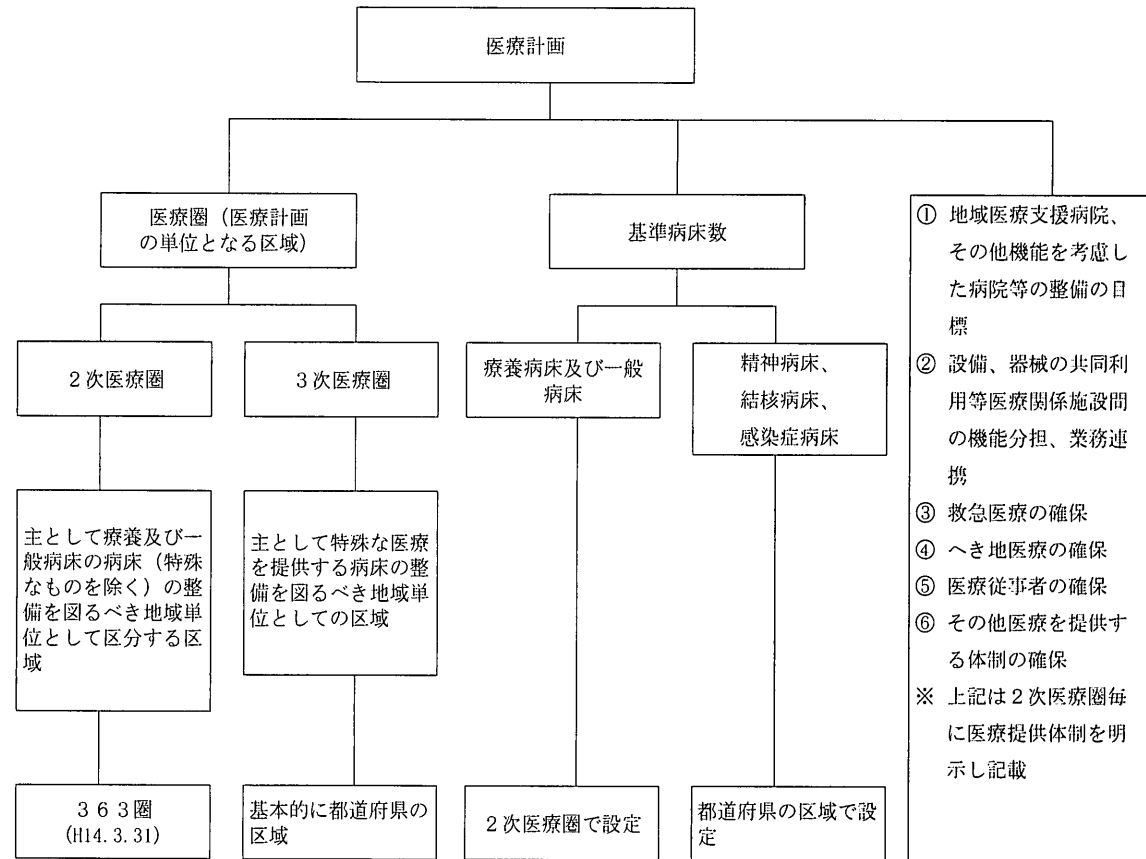 医療計画
医療圏（医療計画
の単位となる区域）
基準病床数
２次医療圏
３次医療圏
療養病床及び一般
病床
精神病床、
結核病床、
感染症病床
主として療養及び一
般病床の病床（特殊
なものを除く）の整
備を図るべき地域単
位として区分する区
域
主として特殊な医療
を提供する病床の整
備を図るべき地域単
位としての区域
３６３圏
(H14.3.31)
基本的に都道府県の
区域
２次医療圏で設定
都道府県の区域で設
定
① 地域医療支援病院、
その他機能を考慮し
た病院等の整備の目
標
② 設備、器械の共同利
用等医療関係施設間
の機能分担、業務連
携
③ 救急医療の確保
④ へき地医療の確保
⑤ 医療従事者の確保
⑥ その他医療を提供す
る体制の確保
※ 上記は２次医療圏毎
に医療提供体制を明
示し記載